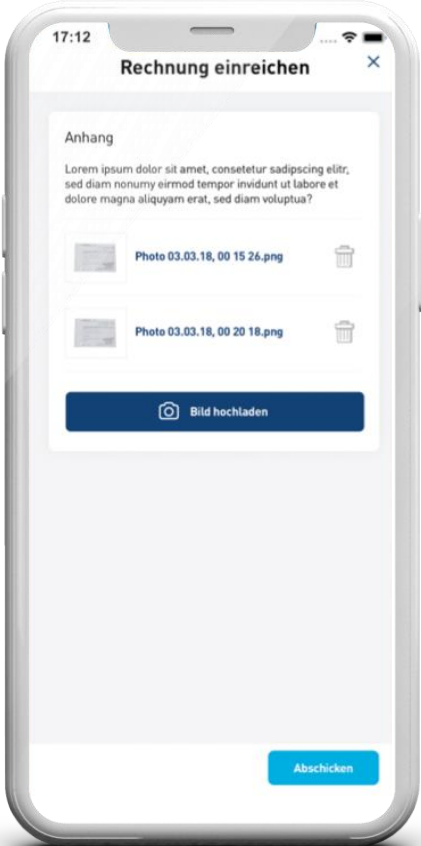 17:12
Rechnung einreichen
Anhang
Lorem ipsum dolor sit amet, consetetur sadipscing elitr,
sed diam nonumy eirmod tempor invidunt ut labore et
dolore magna aliquyam erat, sed diam voluptua?
Photo 03.03.18, 00 15 26.png
Photo 03.03.18, 00 20 18.png
Bild hochladen
Abschicken